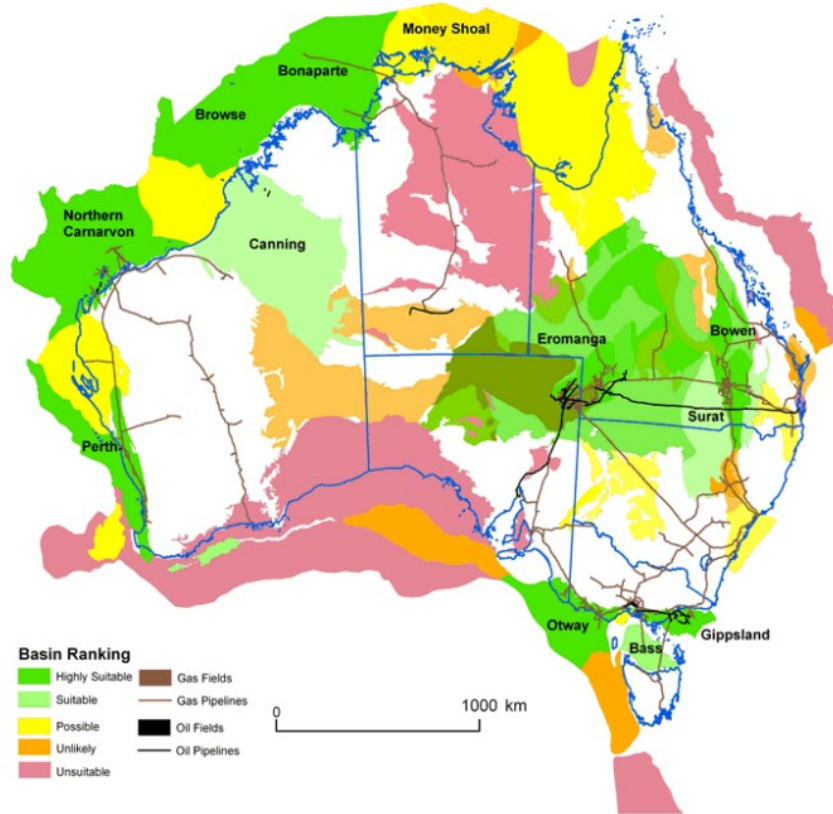 Money Shoal
Bonaparte
Browse
Northern
Carnarvon
Canning
Eromanga
Bowen
Surat
Perth
Otway
Gippsland
Bass
Basin Ranking
Highly Suitable
Suitable
Possible
Unlikely
Unsuitable
Gas Fields
Gas Pipelines
Oil Fields
Oil Pipelines
0
1000 km